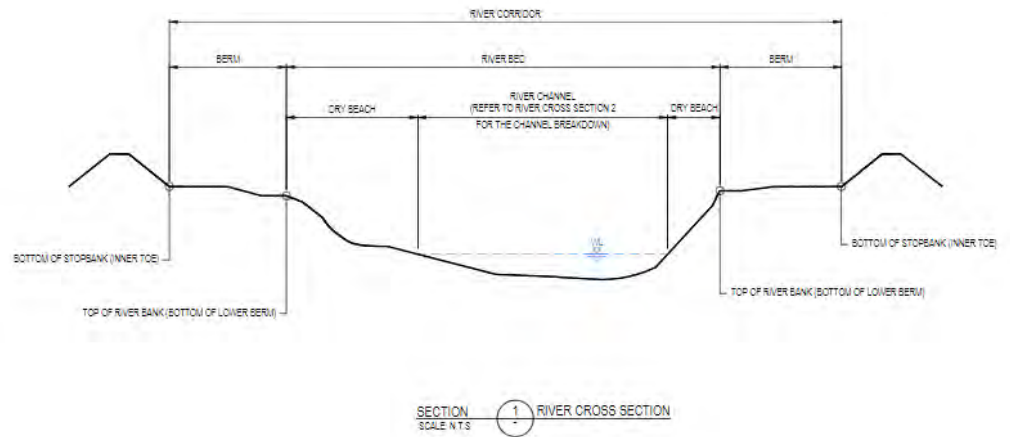 RIVER CORRIDOR
BERM
RIVER BED
BERM
DRY BEACH
RIVER CHANNEL
(REFER TO RIVER CROSS SECTION 2
FOR THE CHANNEL BREAKDOWN)
DRY BEACH
WL
BOTTOM OF STOPBANK (INNER TOE)
BOTTOM OF STOPBANK (INNER TOE)
TOP OF RIVER BANK (BOTTOM OF LOWER BERM)
TOP OF RIVER BANK (BOTTOM OF LOWER BERM)
SECTION 1 RIVER CROSS SECTION
SCALE N.T.S -